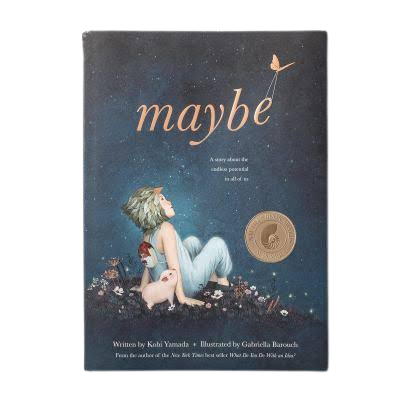 maybe
A story about the
endless potential
in all of us
Written by Kobi Yamada + Illustrated by Gabriella Barouch
From the author of the New York Times best seller What Do You Do With an Idea?